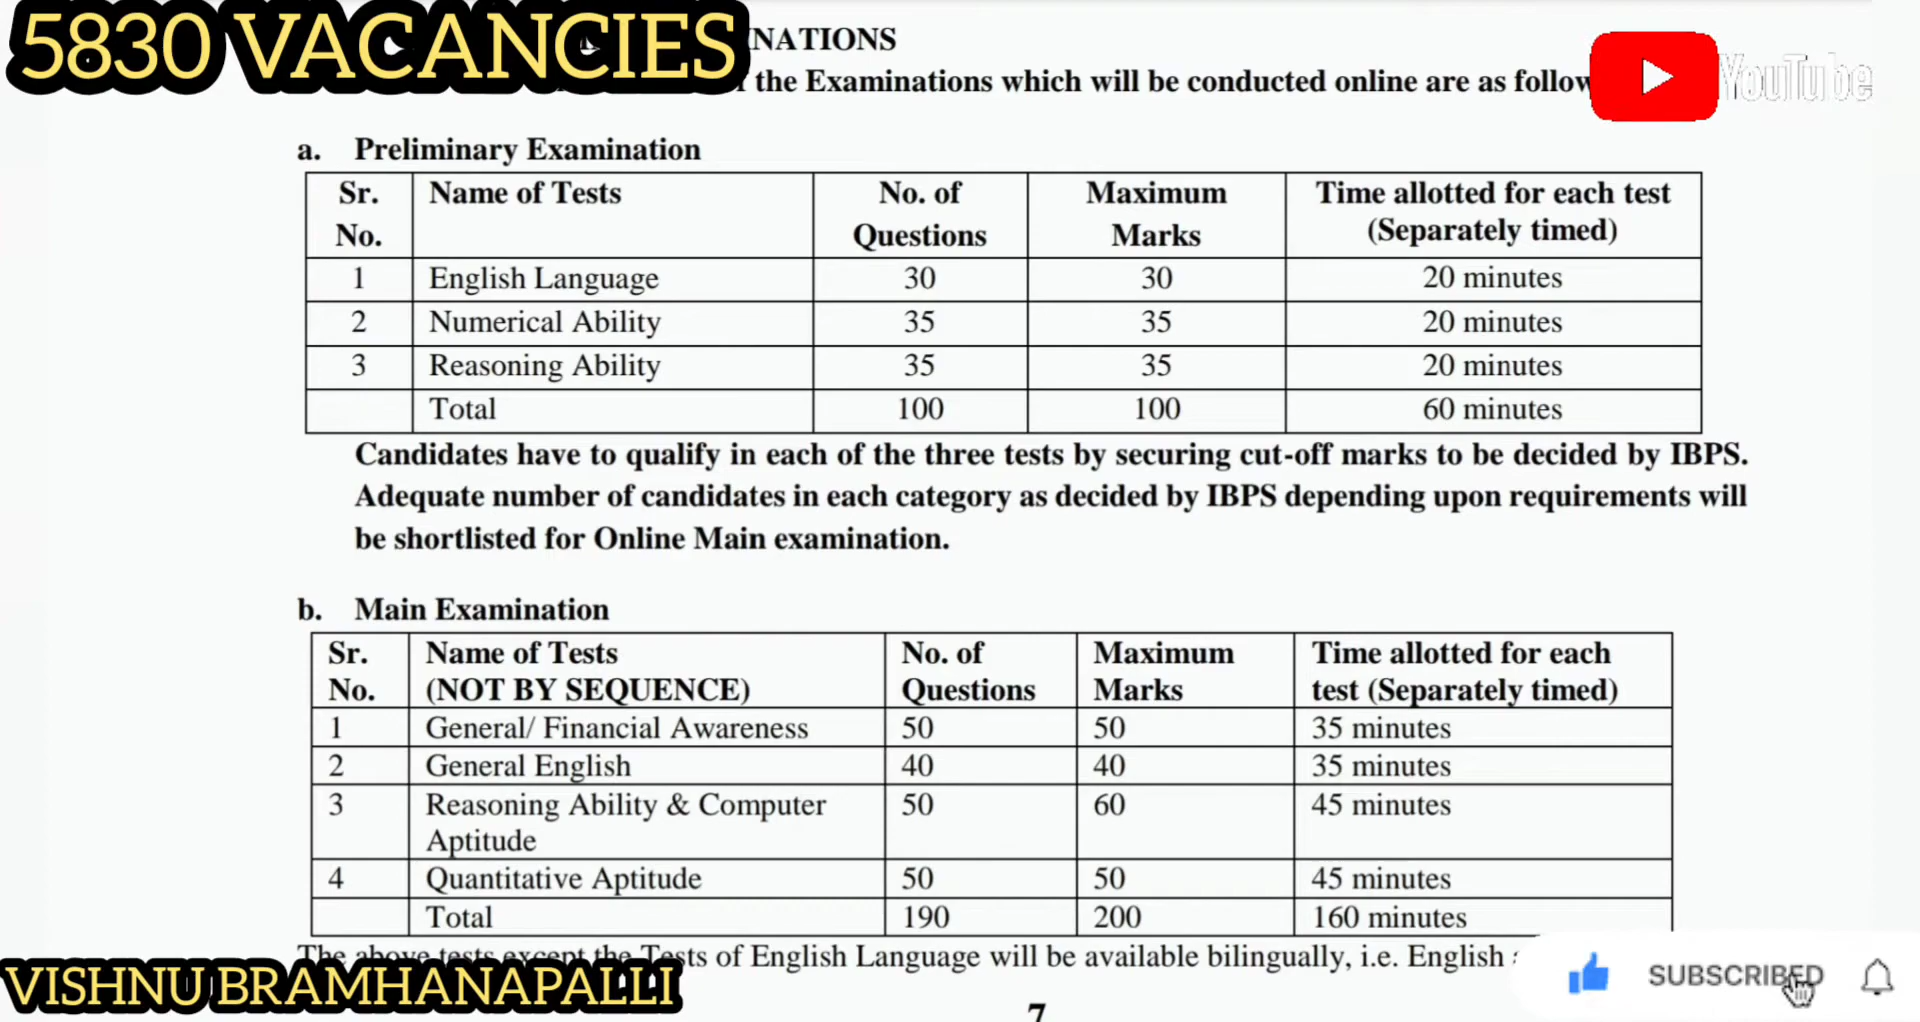 5830 VACANCIES
NATIONS
the Examinations which will be conducted online are as follow
YouTube
a. Preliminary Examination
Sr. No. Name of Tests No. of Questions Maximum Marks Time allotted for each test (Separately timed)
1 English Language 30 30 20 minutes
2 Numerical Ability 35 35 20 minutes
3 Reasoning Ability 35 35 20 minutes
Total 100 100 60 minutes
Candidates have to qualify in each of the three tests by securing cut-off marks to be decided by IBPS.
Adequate number of candidates in each category as decided by IBPS depending upon requirements will
be shortlisted for Online Main examination.
b. Main Examination
Sr. No. Name of Tests (NOT BY SEQUENCE) No. of Questions Maximum Marks Time allotted for each test (Separately timed)
1 General/ Financial Awareness 50 50 35 minutes
2 General English 40 40 35 minutes
3 Reasoning Ability & Computer Aptitude 50 60 45 minutes
4 Quantitative Aptitude 50 50 45 minutes
Total 190 200 160 minutes
The above tests except the Tests of English Language will be available bilingually, i.e. English
VISHNU BRAMHANAPALLI
SUBSCRIBED
7